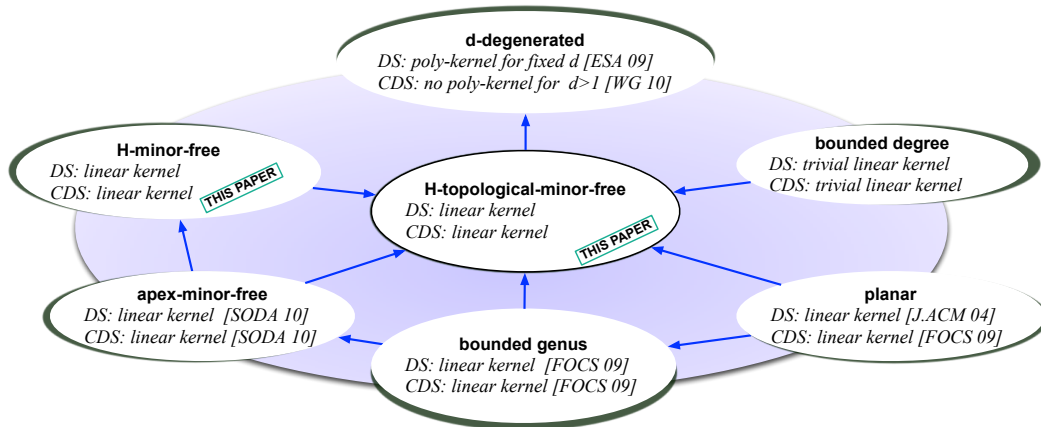 d-degenerated
DS: poly-kernel for fixed d [ESA 09]
CDS: no poly-kernel for d>1 [WG 10]
H-minor-free
DS: linear kernel
CDS: linear kernel
THIS PAPER
bounded degree
DS: trivial linear kernel
CDS: trivial linear kernel
H-topological-minor-free
DS: linear kernel
CDS: linear kernel
THIS PAPER
apex-minor-free
DS: linear kernel [SODA 10]
CDS: linear kernel [SODA 10]
bounded genus
DS: linear kernel [FOCS 09]
CDS: linear kernel [FOCS 09]
planar
DS: linear kernel [J.ACM 04]
CDS: linear kernel [FOCS 09]